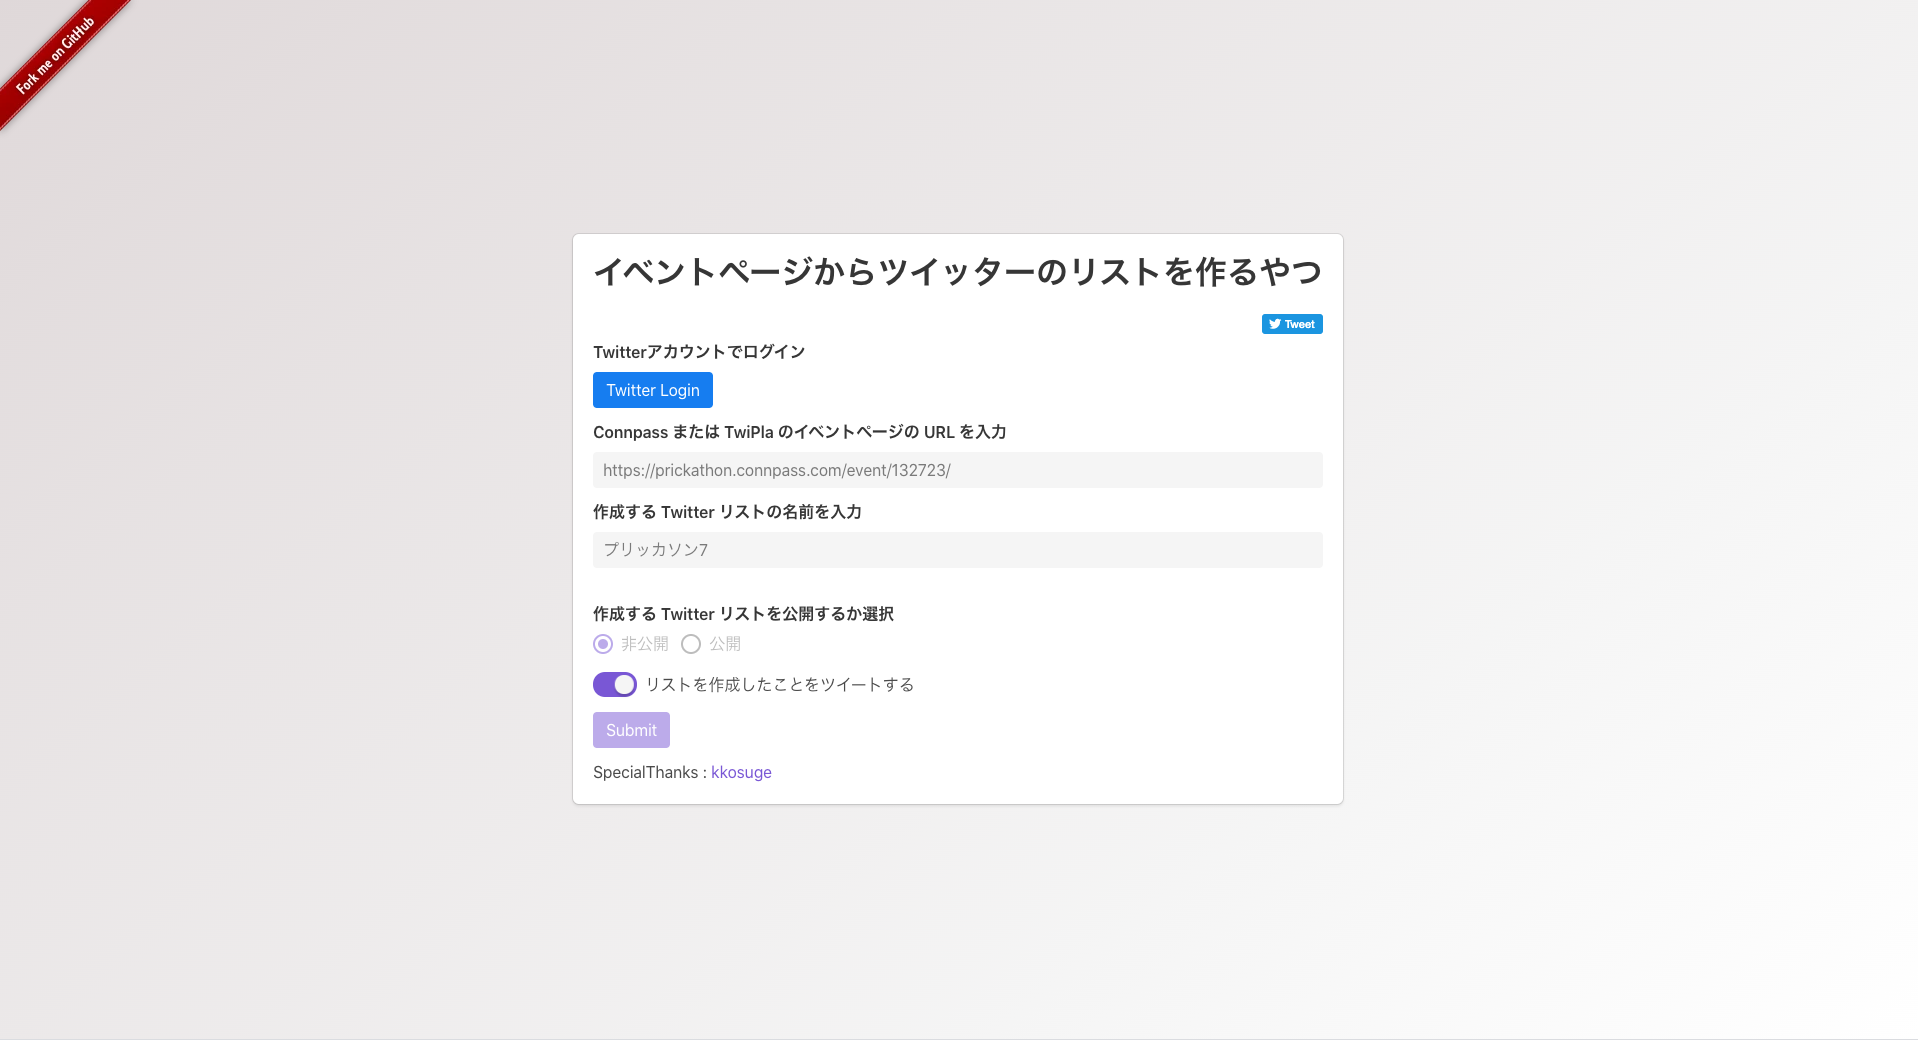 Fork me on GitHub
イベントページからツイッターのリストを作るやつ
Tweet
Twitterアカウントでログイン
Twitter Login
Connpass または TwiPla のイベントページの URL を入力
https://prickathon.connpass.com/event/132723/
作成する Twitter リストの名前を入力
プリッカソン7
作成する Twitter リストを公開するか選択
非公開 公開
リストを作成したことをツイートする
Submit
SpecialThanks : kkosuge